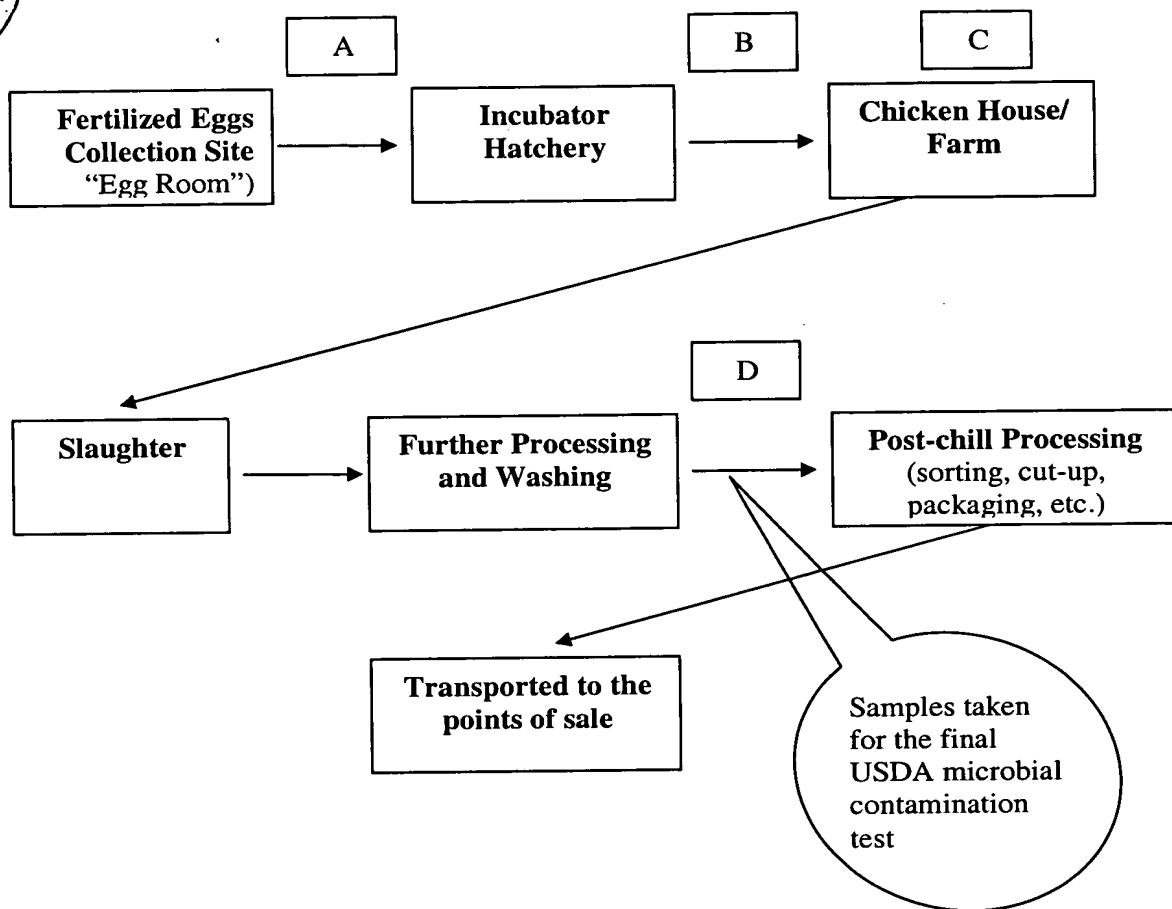 A
B
C
Fertilized Eggs
Collection Site
“Egg Room”)
Incubator
Hatchery
Chicken House/
Farm
D
Slaughter
Further Processing
and Washing
Post-chill Processing
(sorting, cut-up,
packaging, etc.)
Transported to the
points of sale
Samples taken
for the final
USDA microbial
contamination
test